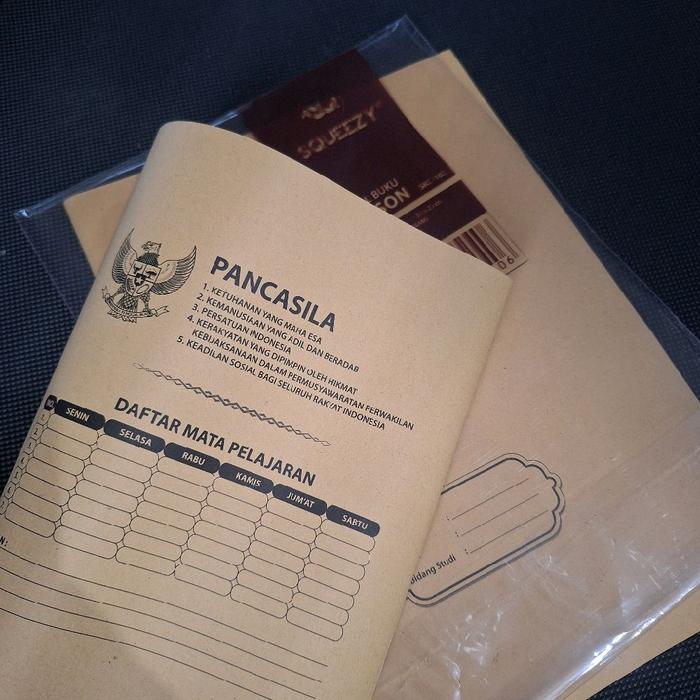 SQUEEZY
BUKU
PANCASILA
1. KETUHANAN YANG MAHA ESA
2. KEMANUSIAAN YANG ADIL DAN BERADAB
3. PERSATUAN INDONESIA
4. KERAKYATAN YANG DIPIMPIN OLEH HIKMAT
KEBIJAKSANAAN DALAM PERMUSYAWARATAN PERWAKILAN
5. KEADILAN SOSIAL BAGI SELURUH RAKYAT INDONESIA
DAFTAR MATA PELAJARAN
NO. SENIN SELASA RABU KAMIS JUM'AT SABTU
Bidang Studi